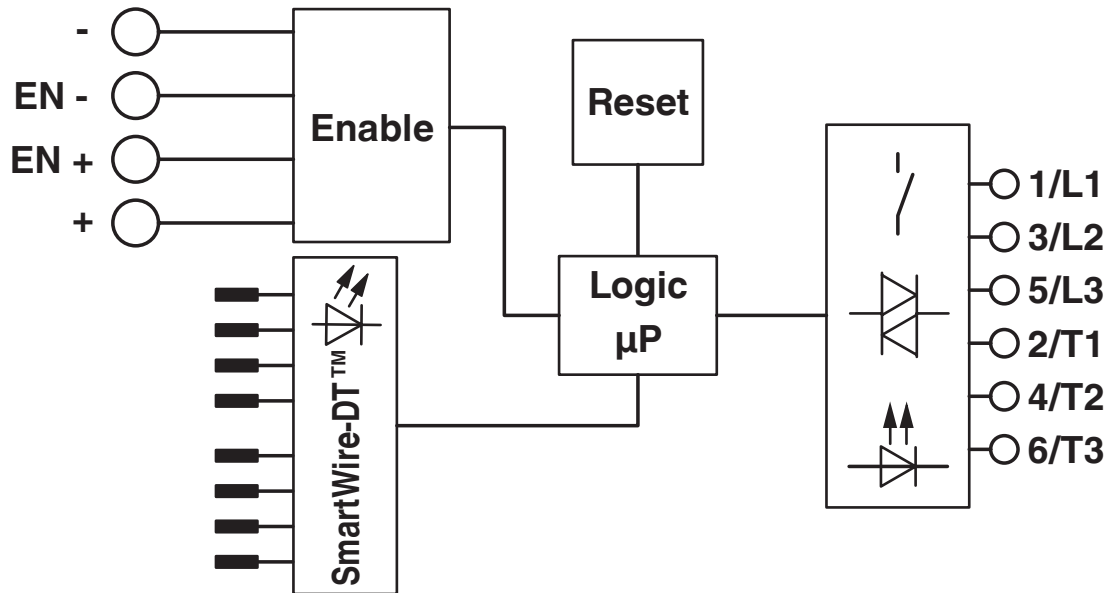 -
EN -
EN +
+
Enable
Reset
Logic
µP
SmartWire-DT™
1/L1
3/L2
5/L3
2/T1
4/T2
6/T3